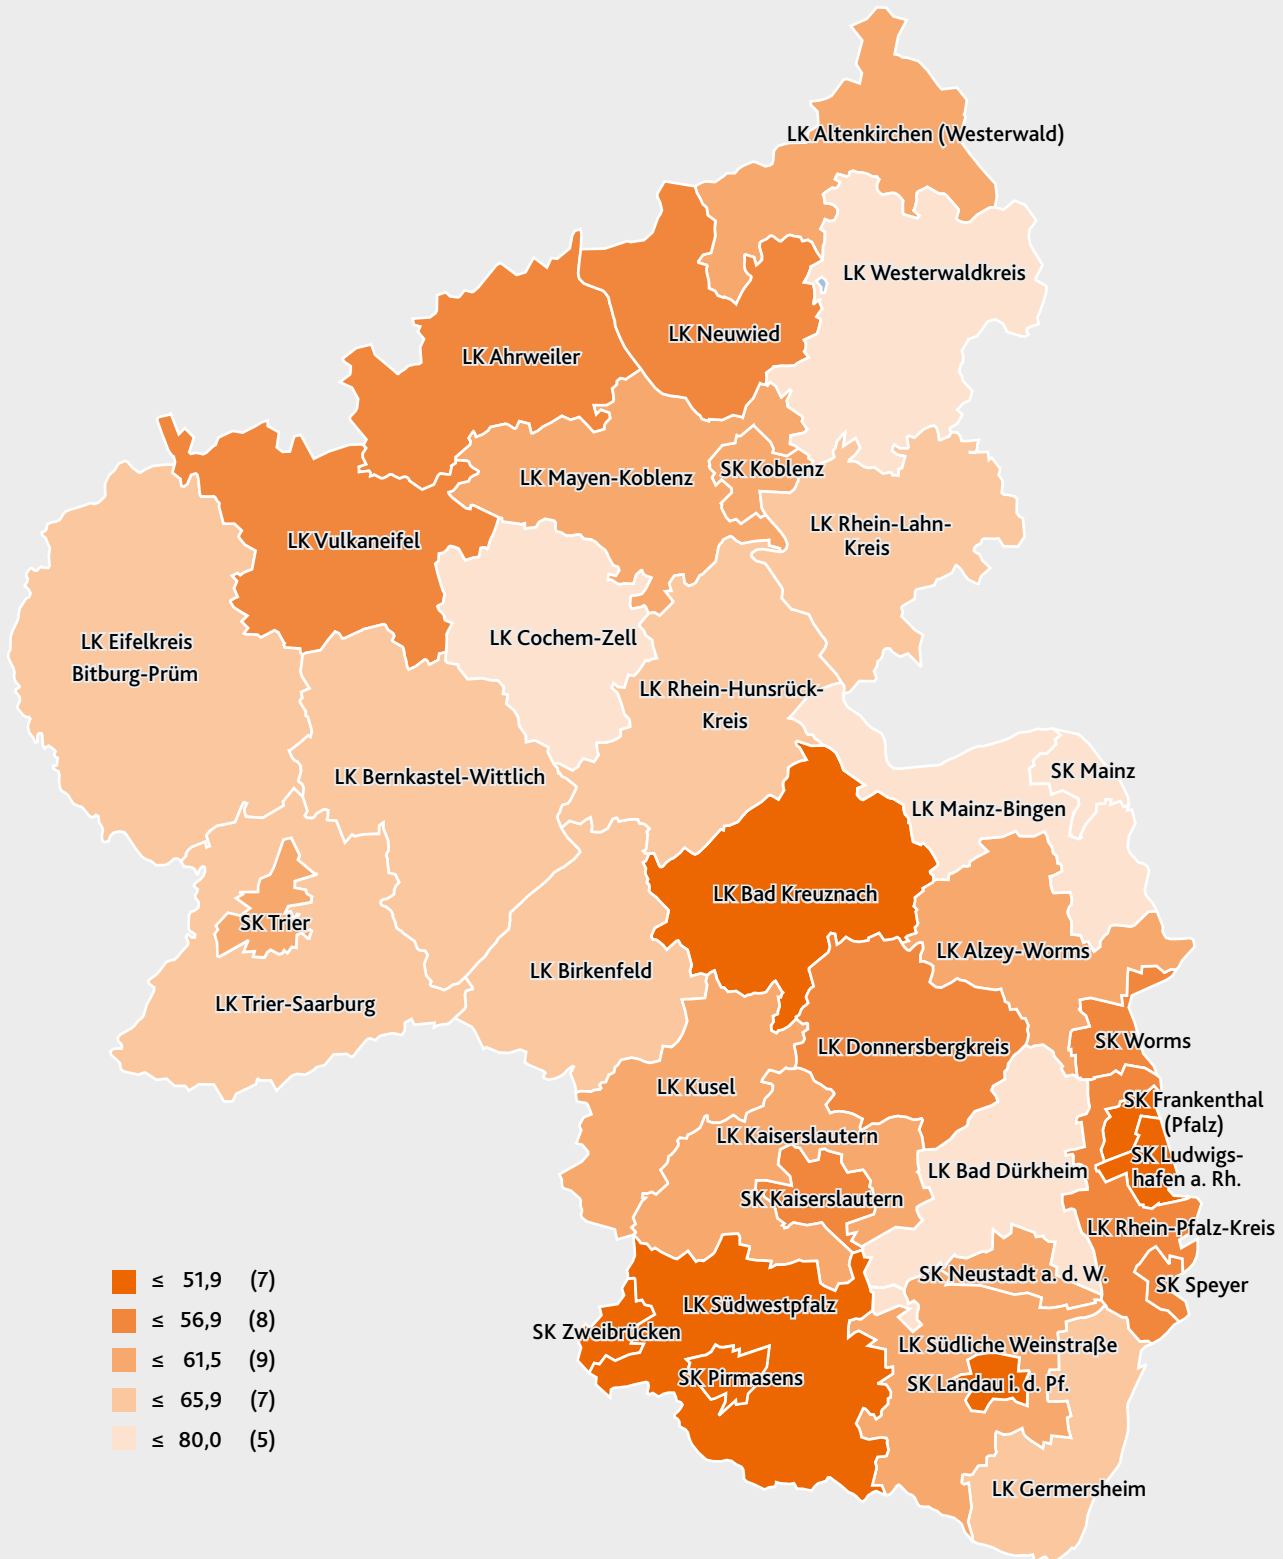 LK Altenkirchen (Westerwald)
LK Westerwaldkreis
LK Neuwied
LK Ahrweiler
SK Koblenz
LK Mayen-Koblenz
LK Rhein-Lahn-
Kreis
LK Vulkaneifel
LK Cochem-Zell
LK Eifelkreis
Bitburg-Prüm
LK Rhein-Hunsrück-
Kreis
SK Mainz
LK Bernkastel-Wittlich
LK Mainz-Bingen
LK Bad Kreuznach
SK Trier
LK Alzey-Worms
LK Birkenfeld
LK Trier-Saarburg
SK Worms
LK Donnersbergkreis
LK Kusel
SK Frankenthal
(Pfalz)
LK Kaiserslautern
SK Ludwigs-
hafen a. Rh.
LK Bad Dürkheim
SK Kaiserslautern
LK Rhein-Pfalz-Kreis
SK Neustadt a. d. W.
SK Speyer
LK Südwestpfalz
SK Zweibrücken
LK Südliche Weinstraße
SK Pirmasens
SK Landau i. d. Pf.
LK Germersheim
≤ 51,9 (7)
≤ 56,9 (8)
≤ 61,5 (9)
≤ 65,9 (7)
≤ 80,0 (5)